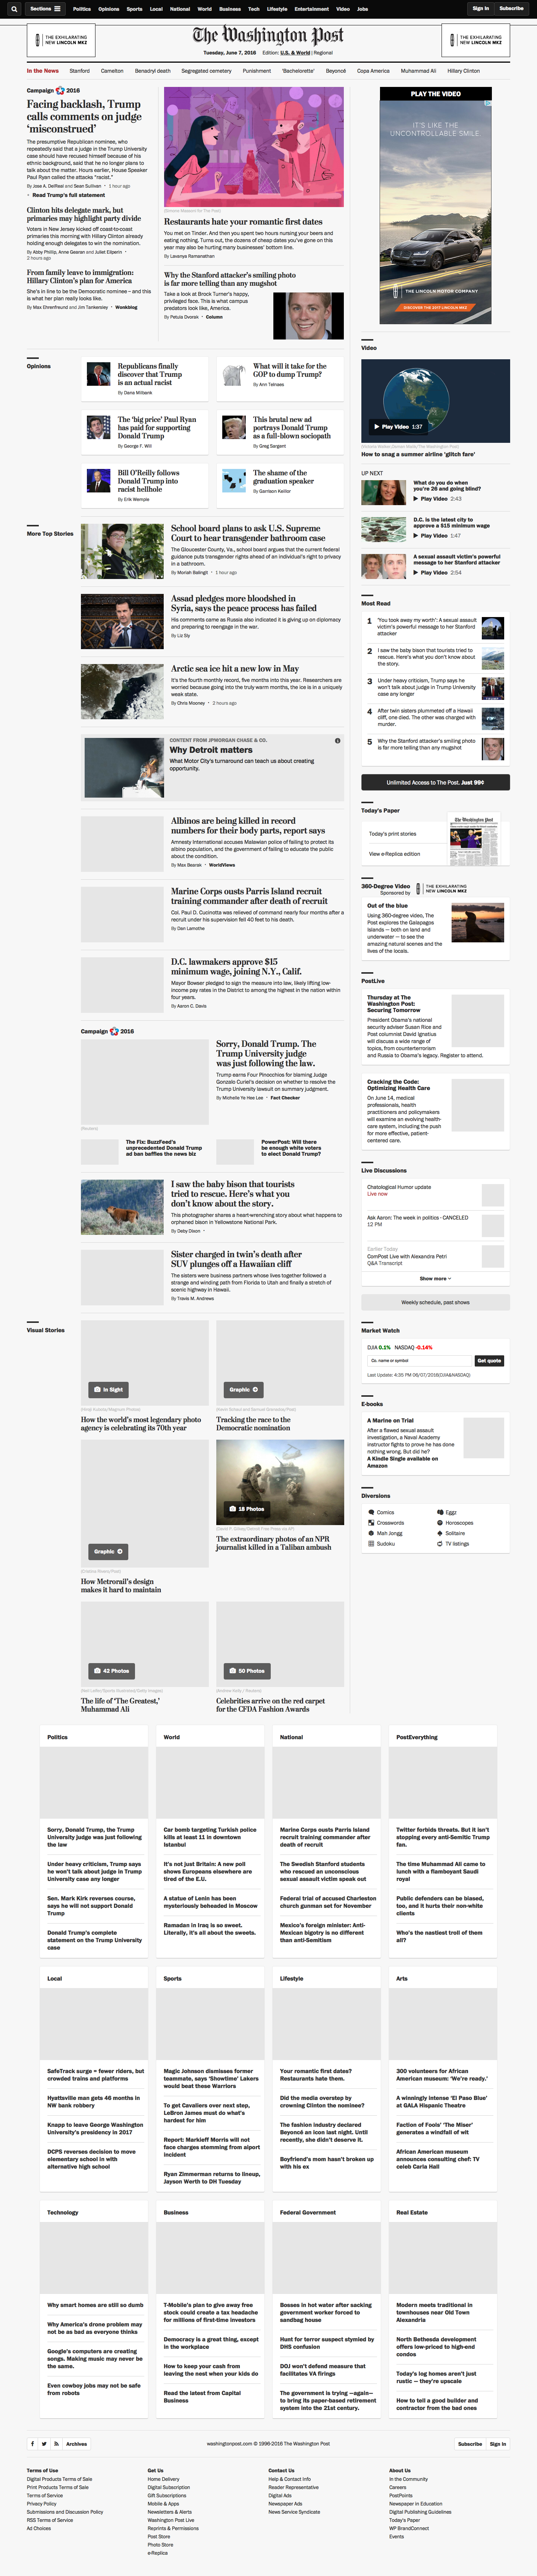 Sections
Politics
Opinions
Sports
Local
National
World
Business
Tech
Lifestyle
Entertainment
Video
Jobs
Sign In
Subscribe
THE EXHILARATING
NEW LINCOLN MKZ
The Washington Post
Tuesday, June 7, 2016
Edition: U.S. & World | Regional
THE EXHILARATING
NEW LINCOLN MKZ
In the News
Stanford
Camelton
Benadryl death
Segregated cemetery
Punishment
'Bachelorette'
Beyoncé
Copa America
Muhammad Ali
Hillary Clinton
Campaign 2016
Facing backlash, Trump
calls comments on judge
'misconstrued'
The presumptive Republican nominee, who
repeatedly said that the judge in a Trump University
case should have recused himself because of his
ethnic background, said that he no longer plans to
talk about the matter. Hours earlier, House Speaker
Paul Ryan called the attacks "racist."
By Jose A. DelReal and Sean Sullivan • 1 hour ago
• Read Trump's full statement
Clinton hits delegate mark, but
primaries may highlight party divide
Voters in New Jersey kicked off coast-to-coast
primaries this morning with Hillary Clinton already
holding enough delegates to win the nomination.
By Abby Phillip, Anne Gearan and Juliet Eilperin •
2 hours ago
From family leave to immigration:
Hillary Clinton's plan for America
She's in line to be the Democratic nominee – and this
is what her plan really looks like.
By Max Ehrenfreund and Jim Tankersley • Wonkblog
Restaurants hate your romantic first dates
You met on Tinder. And then you spent two hours nursing your beers and
eating nothing. Turns out, the dozens of cheap dates you've gone on this
year may also be hurting many businesses' bottom line.
By Lavanya Ramanathan
Why the Stanford attacker's smiling photo
is far more telling than any mugshot
Take a look at Brock Turner's happy,
privileged face. This is what campus
predators look like, America.
By Petula Dvorak • Column
PLAY THE VIDEO
IT'S LIKE THE
UNCONTROLLABLE SMILE.
THE LINCOLN MOTOR COMPANY
DISCOVER THE 2017 LINCOLN MKZ
Opinions
Republicans finally
discover that Trump
is an actual racist
By Dana Milbank
What will it take for the
GOP to dump Trump?
By Ann Telnaes
The 'big price' Paul Ryan
has paid for supporting
Donald Trump
By George F. Will
This brutal new ad
portrays Donald Trump
as a full-blown sociopath
By Greg Sargent
Bill O'Reilly follows
Donald Trump into
racist hellhole
By Erik Wemple
The shame of the
graduation speaker
By Garrison Keillor
Video
Play Video 1:37
How to snag a summer airline 'glitch fare'
UP NEXT
What do you do when
you're 26 and going blind?
Play Video 2:43
D.C. is the latest city to
approve a $15 minimum wage
Play Video 1:47
A sexual assault victim's powerful
message to her Stanford attacker
Play Video 2:54
More Top Stories
School board plans to ask U.S. Supreme
Court to hear transgender bathroom case
The Gloucester County, Va., school board argues that the current federal
guidance puts transgender rights ahead of an individual's right to privacy
in a bathroom.
By Moriah Balingit • 1 hour ago
Assad pledges more bloodshed in
Syria, says the peace process has failed
His comments came as Russia also indicated it is giving up on diplomacy
and preparing to reengage in the war.
By Liz Sly
Arctic sea ice hit a new low in May
It's the fourth monthly record, five months into this year. Researchers are
worried because going into the truly warm months, the ice is in a uniquely
weak state.
By Chris Mooney • 2 hours ago
CONTENT FROM JPMORGAN CHASE & CO.
Why Detroit matters
What Motor City's turnaround can teach us about creating
opportunity.
Albinos are being killed in record
numbers for their body parts, report says
Amnesty International accuses Malawian police of failing to protect its
albino population, and the government of failing to educate the public
about the condition.
By Max Bearak • WorldViews
Marine Corps ousts Parris Island recruit
training commander after death of recruit
Col. Paul D. Cucinotta was relieved of command nearly four months after a
recruit under his supervision fell 40 feet to his death.
By Dan Lamothe
D.C. lawmakers approve $15
minimum wage, joining N.Y., Calif.
Mayor Bowser pledged to sign the measure into law, likely lifting low-
income pay rates in the District to among the highest in the nation within
four years.
By Aaron C. Davis
Most Read
1 'You took away my worth': A sexual assault
victim's powerful message to her Stanford
attacker
2 I saw the baby bison that tourists tried to
rescue. Here's what you don't know about
the story.
3 Under heavy criticism, Trump says he
won't talk about judge in Trump University
case any longer
4 After twin sisters plummeted off a Hawaii
cliff, one died. The other was charged with
murder.
5 Why the Stanford attacker's smiling photo
is far more telling than any mugshot
Unlimited Access to The Post. Just 99¢
Today's Paper
Today's print stories
View e-Replica edition
360-Degree Video
Sponsored by
THE EXHILARATING
NEW LINCOLN MKZ
Out of the blue
Using 360-degree video, The
Post explores the Galapagos
Islands — both on land and
underwater — to see the
amazing natural scenes and the
lives of the locals.
PostLive
Thursday at The
Washington Post:
Securing Tomorrow
President Obama's national
security adviser Susan Rice and
Post columnist David Ignatius
will discuss a wide range of
topics, from counterterrorism
and Russia to Obama's legacy. Register to attend.
Cracking the Code:
Optimizing Health Care
On June 14, medical
professionals, health
practitioners and policymakers
will examine an evolving health-
care system, including the push
for more effective, patient-
centered care.
Campaign 2016
Sorry, Donald Trump. The
Trump University judge
was just following the law.
Trump earns Four Pinocchios for blaming Judge
Gonzalo Curiel's decision on whether to resolve the
Trump University lawsuit on summary judgment.
By Michelle Ye Hee Lee • Fact Checker
(Reuters)
The Fix: BuzzFeed's
unprecedented Donald Trump
ad ban baffles the news biz
PowerPost: Will there
be enough white voters
to elect Donald Trump?
I saw the baby bison that tourists
tried to rescue. Here's what you
don't know about the story.
This photographer shares a heart-wrenching story about what happens to
orphaned bison in Yellowstone National Park.
By Deby Dixon •
Sister charged in twin's death after
SUV plunges off a Hawaiian cliff
The sisters were business partners whose lives together followed a
strange and winding path from Florida to Utah and finally a stretch of
scenic highway in Hawaii.
By Travis M. Andrews
Live Discussions
Chatological Humor update
Live now
Ask Aaron: The week in politics - CANCELED
12 PM
Earlier Today
ComPost Live with Alexandra Petri
Q&A Transcript
Show more
Weekly schedule, past shows
Market Watch
DJIA 0.1% NASDAQ -0.14%
Co. name or symbol
Get quote
Last Update: 4:35 PM 06/07/2016(DJIA&NASDAQ)
E-books
A Marine on Trial
After a flawed sexual assault
investigation, a Naval Academy
instructor fights to prove he has done
nothing wrong. But did he?
A Kindle Single available on
Amazon
Diversions
Comics
Eggz
Crosswords
Horoscopes
Mah Jongg
Solitaire
Sudoku
TV listings
Visual Stories
In Sight
How the world's most legendary photo
agency is celebrating its 70th year
Graphic
Tracking the race to the
Democratic nomination
Graphic
How Metrorail's design
makes it hard to maintain
18 Photos
The extraordinary photos of an NPR
journalist killed in a Taliban ambush
42 Photos
The life of 'The Greatest,'
Muhammad Ali
50 Photos
Celebrities arrive on the red carpet
for the CFDA Fashion Awards
Politics
Sorry, Donald Trump, the Trump
University judge was just following
the law
Under heavy criticism, Trump says
he won't talk about judge in Trump
University case any longer
Sen. Mark Kirk reverses course,
says he will not support Donald
Trump
Donald Trump's complete
statement on the Trump University
case
World
Car bomb targeting Turkish police
kills at least 11 in downtown
Istanbul
It's not just Britain: A new poll
shows Europeans elsewhere are
tired of the E.U.
A statue of Lenin has been
mysteriously beheaded in Moscow
Ramadan in Iraq is so sweet.
Literally, it's all about the sweets.
National
Marine Corps ousts Parris Island
recruit training commander after
death of recruit
The Swedish Stanford students
who rescued an unconscious
sexual assault victim speak out
Federal trial of accused Charleston
church gunman set for November
Mexico's foreign minister: Anti-
Mexican bigotry is no different
than anti-Semitism
PostEverything
Twitter forbids threats. But it isn't
stopping every anti-Semitic Trump
fan.
The time Muhammad Ali came to
lunch with a flamboyant Saudi
royal
Public defenders can be biased,
too, and it hurts their non-white
clients
Who's the nastiest troll of them
all?
Local
SafeTrack surge = fewer riders, but
crowded trains and platforms
Hyattsville man gets 46 months in
NW bank robbery
Knapp to leave George Washington
University's presidency in 2017
DCPS reverses decision to move
elementary school in with
alternative high school
Sports
Magic Johnson dismisses former
teammate, says 'Showtime' Lakers
would beat these Warriors
To get Cavaliers over next step,
LeBron James must do what's
hardest for him
Report: Markieff Morris will not
face charges stemming from airport
incident
Ryan Zimmerman returns to lineup,
Jayson Werth to DH Tuesday
Lifestyle
Your romantic first dates?
Restaurants hate them.
Did the media overstep by
crowning Clinton the nominee?
The fashion industry declared
Beyoncé an icon last night. Until
recently, she didn't deserve it.
Boyfriend's mom hasn't broken up
with his ex
Arts
300 volunteers for African
American museum: 'We're ready.'
A winningly intense 'El Paso Blue'
at GALA Hispanic Theatre
Faction of Fools' 'The Miser'
generates a windfall of wit
African American museum
announces consulting chef: TV
celeb Carla Hall
Technology
Why smart homes are still so dumb
Why America's drone problem may
not be as bad as everyone thinks
Google's computers are creating
songs. Making music may never be
the same.
Even cowboy jobs may not be safe
from robots
Business
T-Mobile's plan to give away free
stock could create a tax headache
for millions of first-time investors
Democracy is a great thing, except
in the workplace
How to keep your cash from
leaving the nest when your kids do
Read the latest from Capital
Business
Federal Government
Bosses in hot water after sacking
government worker forced to
sandbag house
Hunt for terror suspect stymied by
DHS confusion
DOJ won't defend measure that
facilitates VA firings
The government is trying —again—
to bring its paper-based retirement
system into the 21st century.
Real Estate
Modern meets traditional in
townhouses near Old Town
Alexandria
North Bethesda development
offers low-priced to high-end
condos
Today's log homes aren't just
rustic — they're upscale
How to tell a good builder and
contractor from the bad ones
Archives
washingtonpost.com © 1996-2016 The Washington Post
Subscribe
Sign In
Terms of Use
Digital Products Terms of Sale
Print Products Terms of Sale
Terms of Service
Privacy Policy
Submissions and Discussion Policy
RSS Terms of Service
Ad Choices
Get Us
Home Delivery
Digital Subscription
Gift Subscriptions
Mobile & Apps
Newsletters & Alerts
Washington Post Live
Reprints & Permissions
Post Store
Photo Store
e-Replica
Contact Us
Help & Contact Info
Reader Representative
Digital Ads
Newspaper Ads
News Service Syndicate
About Us
In the Community
Careers
PostPoints
Newspaper in Education
Digital Publishing Guidelines
Today's Paper
WP BrandConnect
Events